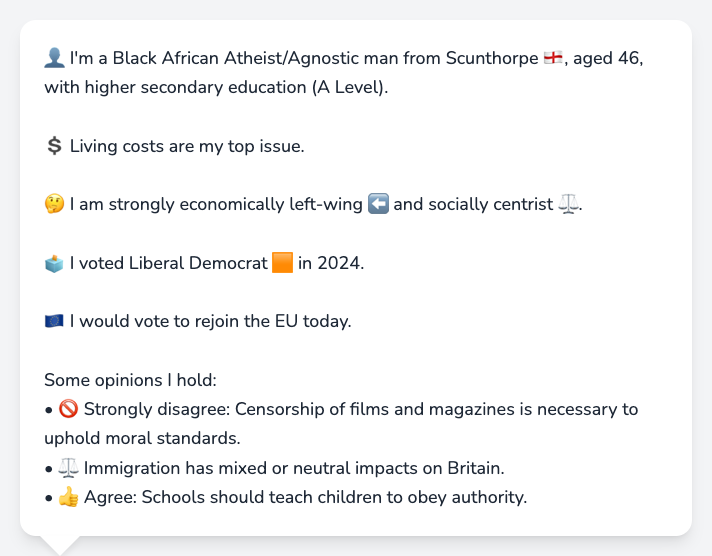 👤 I'm a Black African Atheist/Agnostic man from Scunthorpe 🏴󠁧󠁢󠁥󠁮󠁧󠁿, aged 46,
with higher secondary education (A Level).
💲 Living costs are my top issue.
🤔 I am strongly economically left-wing ⬅️ and socially centrist ⚖️.
🗳️ I voted Liberal Democrat 🟧 in 2024.
🇪🇺 I would vote to rejoin the EU today.
Some opinions I hold:
• 🚫 Strongly disagree: Censorship of films and magazines is necessary to
uphold moral standards.
• ⚖️ Immigration has mixed or neutral impacts on Britain.
• 👍 Agree: Schools should teach children to obey authority.